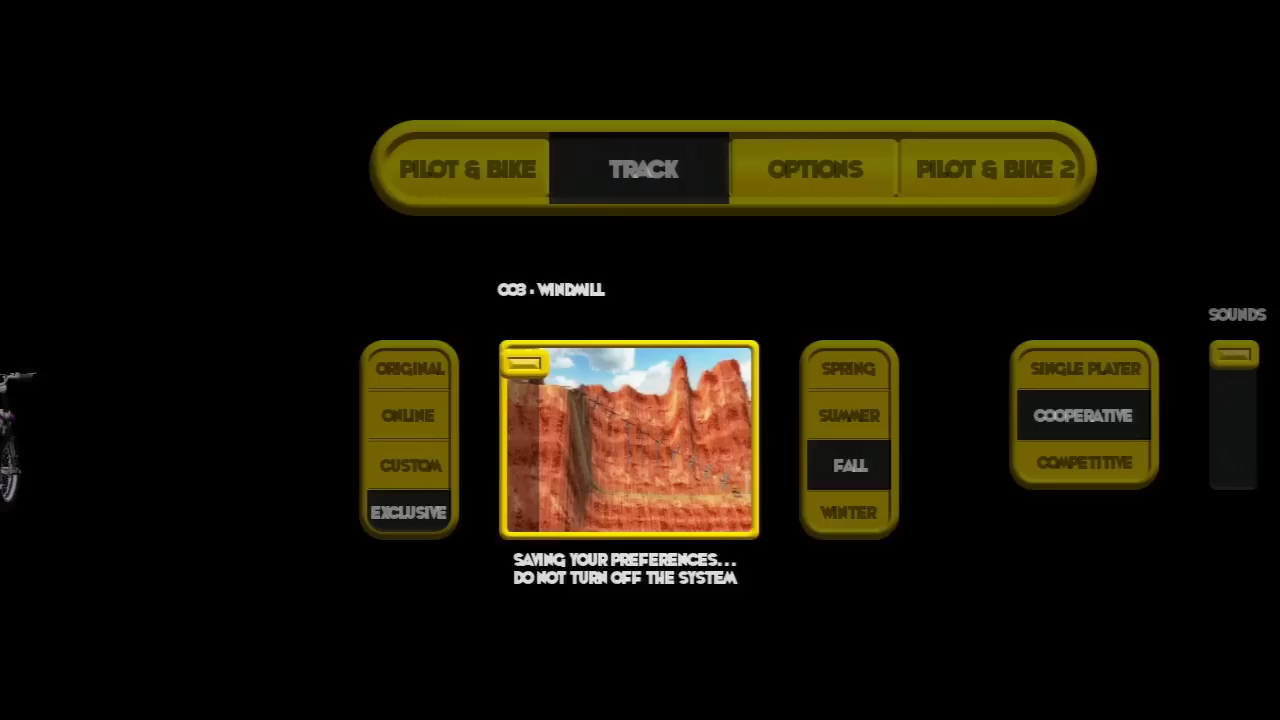 PILOT & BIKE
TRACK
OPTIONS
PILOT & BIKE 2
003 - WINDMILL
SOUNDS
ORIGINAL
ONLINE
CUSTOM
EXCLUSIVE
SPRING
SUMMER
FALL
WINTER
SINGLE PLAYER
COOPERATIVE
COMPETITIVE
SAVING YOUR PREFERENCES...
DO NOT TURN OFF THE SYSTEM